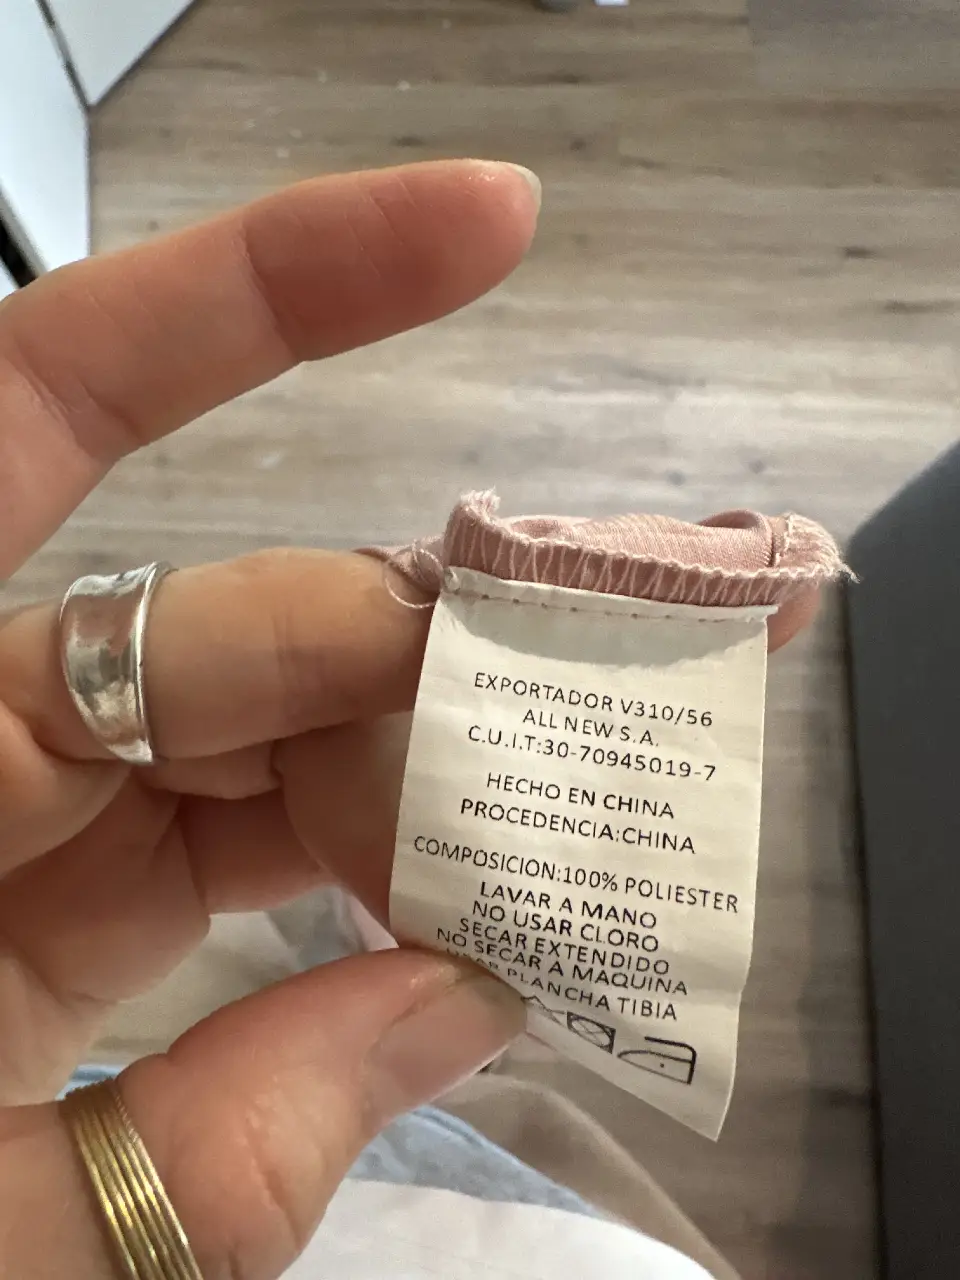 EXPORTADOR V310/56
ALL NEW S.A.
C.U.I.T:30-70945019-7
HECHO EN CHINA
PROCEDENCIA:CHINA
COMPOSICION:100% POLIESTER
LAVAR A MANO
NO USAR CLORO
SECAR EXTENDIDO
NO SECAR A MAQUINA
USAR PLANCHA TIBIA